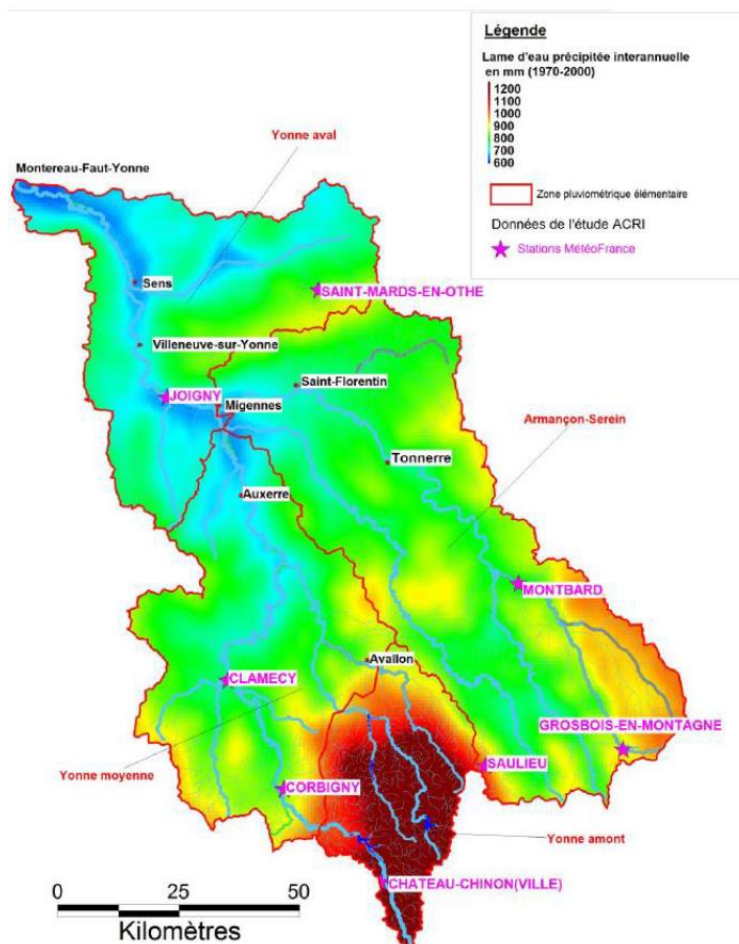 Légende
Lame d'eau précipitée interannuelle
en mm (1970-2000)
1200
1100
1000
900
800
700
600
Zone pluviométrique élémentaire
Données de l'étude ACRI
Stations MétéoFrance
Yonne aval
Montereau-Faut-Yonne
Sens
SAINT-MARDS-EN-OTHE
Villeneuve-sur-Yonne
Saint-Florentin
JOIGNY
Migennes
Armançon-Serein
Tonnerre
Auxerre
MONTBARD
Avallon
CLAMECY
GROSBOIS-EN-MONTAGNE
SAULIEU
Yonne moyenne
CORBIGNY
Yonne amont
CHATEAU-CHINON(VILLE)
0 25 50
Kilomètres